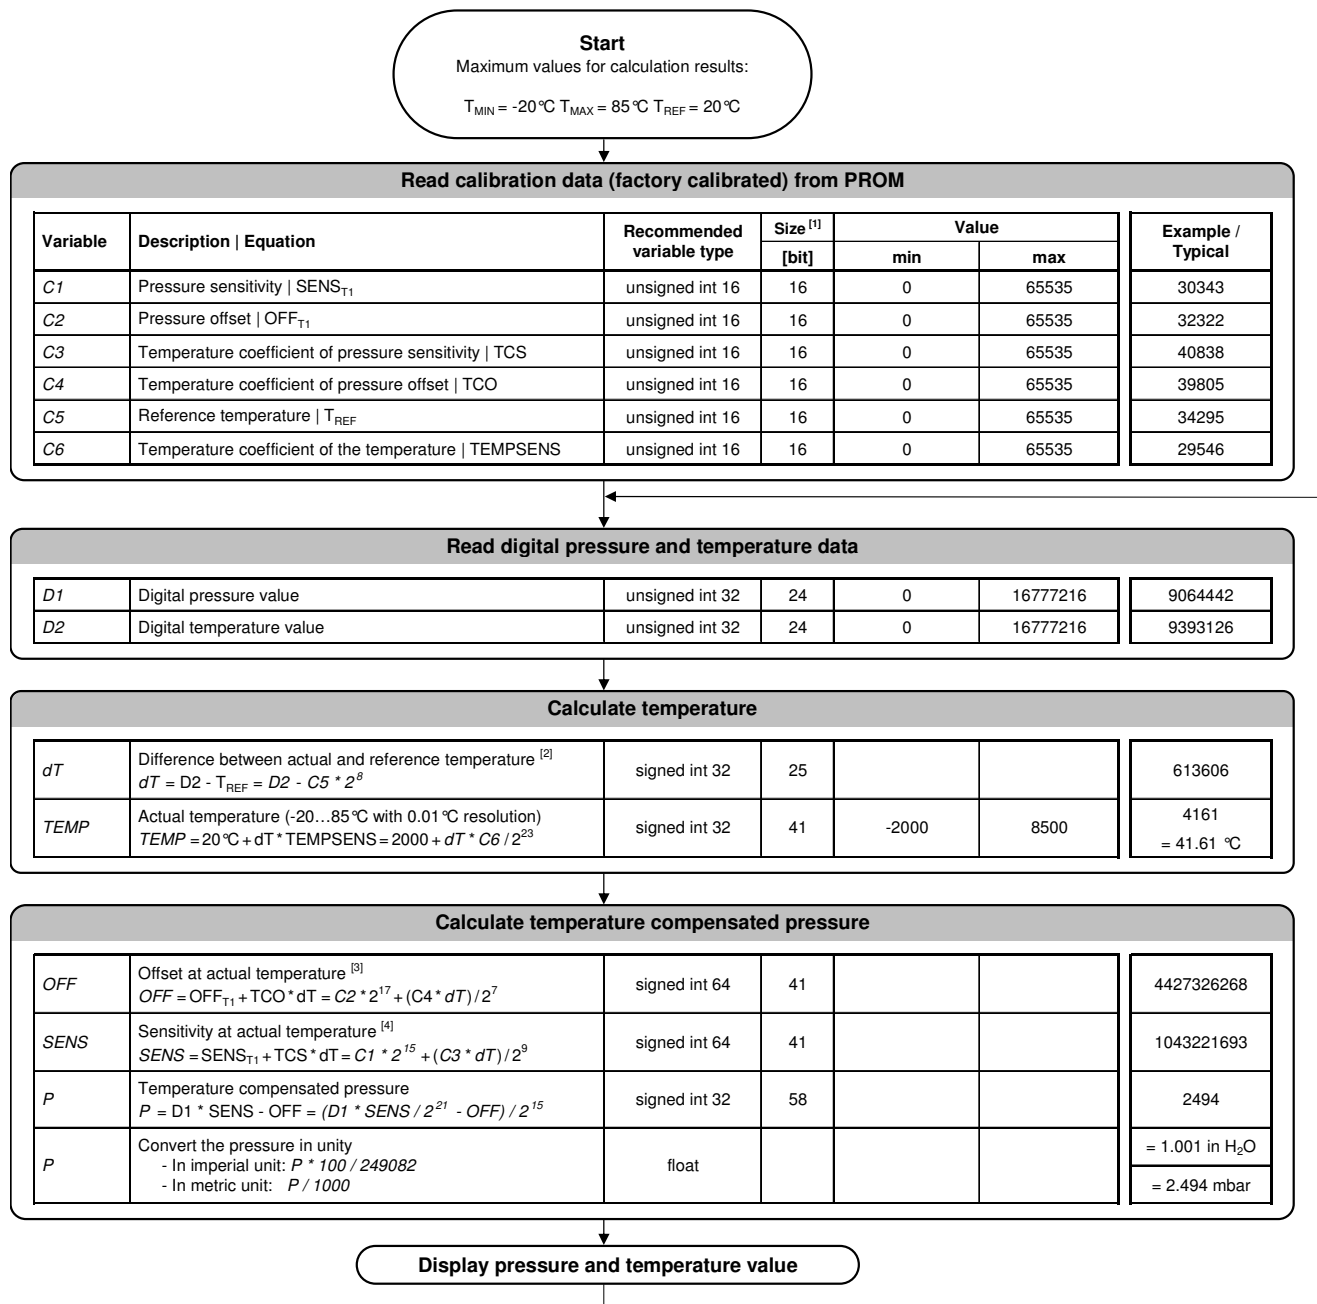 Start
Maximum values for calculation results:
TMIN = -20°C TMAX = 85°C TREF = 20°C
Read calibration data (factory calibrated) from PROM
Variable Description | Equation Recommended variable type Size [1] [bit] Value min max Example / Typical
C1 Pressure sensitivity | SENST1 unsigned int 16 16 0 65535 30343
C2 Pressure offset | OFFT1 unsigned int 16 16 0 65535 32322
C3 Temperature coefficient of pressure sensitivity | TCS unsigned int 16 16 0 65535 40838
C4 Temperature coefficient of pressure offset | TCO unsigned int 16 16 0 65535 39805
C5 Reference temperature | TREF unsigned int 16 16 0 65535 34295
C6 Temperature coefficient of the temperature | TEMPSENS unsigned int 16 16 0 65535 29546
Read digital pressure and temperature data
D1 Digital pressure value unsigned int 32 24 0 16777216 9064442
D2 Digital temperature value unsigned int 32 24 0 16777216 9393126
Calculate temperature
dT Difference between actual and reference temperature [2]
dT = D2 - TREF = D2 - C5 * 2^8 signed int 32 25 613606
TEMP Actual temperature (-20…85°C with 0.01°C resolution)
TEMP = 20°C + dT * TEMPSENS = 2000 + dT * C6 / 2^23 signed int 32 41 -2000 8500 4161
= 41.61 °C
Calculate temperature compensated pressure
OFF Offset at actual temperature [3]
OFF = OFFT1 + TCO * dT = C2 * 2^17 + (C4 * dT) / 2^7 signed int 64 41 4427326268
SENS Sensitivity at actual temperature [4]
SENS = SENST1 + TCS * dT = C1 * 2^15 + (C3 * dT) / 2^9 signed int 64 41 1043221693
P Temperature compensated pressure
P = D1 * SENS - OFF = (D1 * SENS / 2^21 - OFF) / 2^15 signed int 32 58 2494
P Convert the pressure in unity
- In imperial unit: P * 100 / 249082 float = 1.001 in H2O
- In metric unit: P / 1000 = 2.494 mbar
Display pressure and temperature value